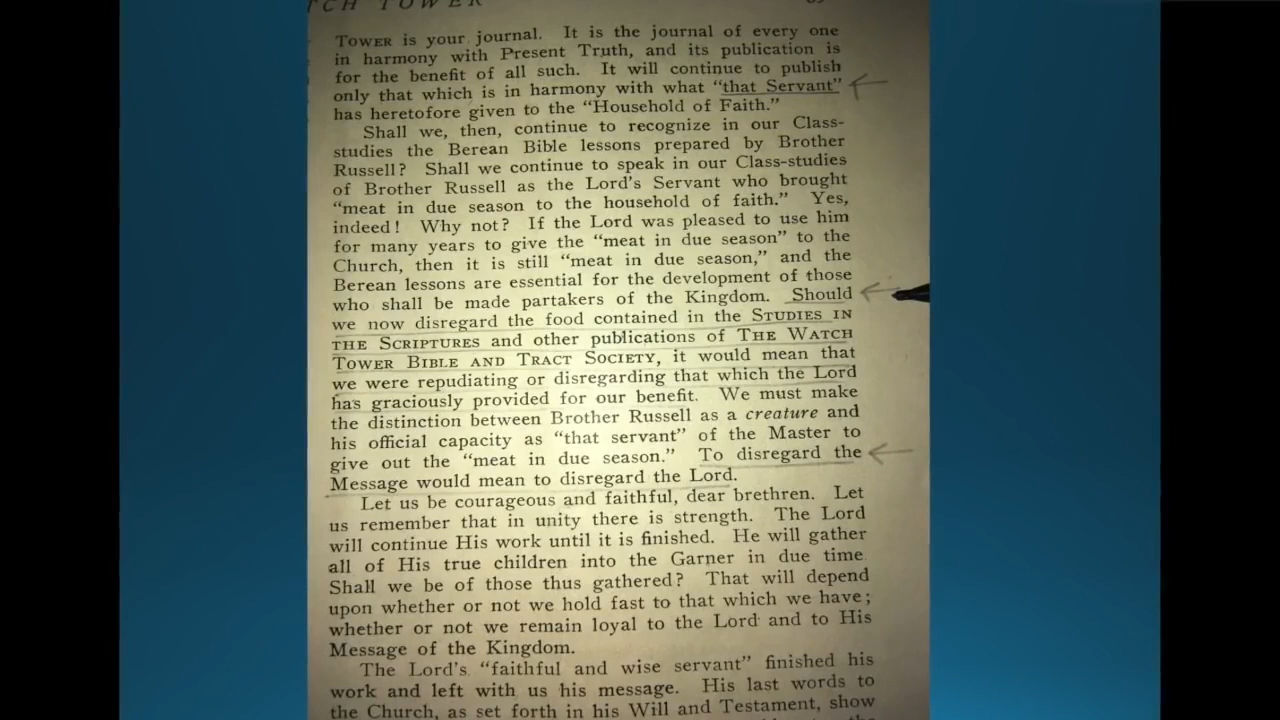 TCH TOWER
TOWER is your journal. It is the journal of every one
in harmony with Present Truth, and its publication is
for the benefit of all such. It will continue to publish
only that which is in harmony with what "that Servant"
has heretofore given to the "Household of Faith."
Shall we, then, continue to recognize in our Class-
studies the Berean Bible lessons prepared by Brother
Russell? Shall we continue to speak in our Class-studies
of Brother Russell as the Lord's Servant who brought
"meat in due season to the household of faith." Yes,
indeed! Why not? If the Lord was pleased to use him
for many years to give the "meat in due season" to the
Church, then it is still "meat in due season," and the
Berean lessons are essential for the development of those
who shall be made partakers of the Kingdom. Should
we now disregard the food contained in the STUDIES IN
THE SCRIPTURES and other publications of THE WATCH
TOWER BIBLE AND TRACT SOCIETY, it would mean that
we were repudiating or disregarding that which the Lord
has graciously provided for our benefit. We must make
the distinction between Brother Russell as a creature and
his official capacity as "that servant" of the Master to
give out the "meat in due season." To disregard the
Message would mean to disregard the Lord.
Let us be courageous and faithful, dear brethren. Let
us remember that in unity there is strength. The Lord
will continue His work until it is finished. He will gather
all of His true children into the Garner in due time
Shall we be of those thus gathered? That will depend
upon whether or not we hold fast to that which we have;
whether or not we remain loyal to the Lord and to His
Message of the Kingdom.
The Lord's "faithful and wise servant" finished his
work and left with us his message. His last words to
the Church, as set forth in his Will and Testament, show